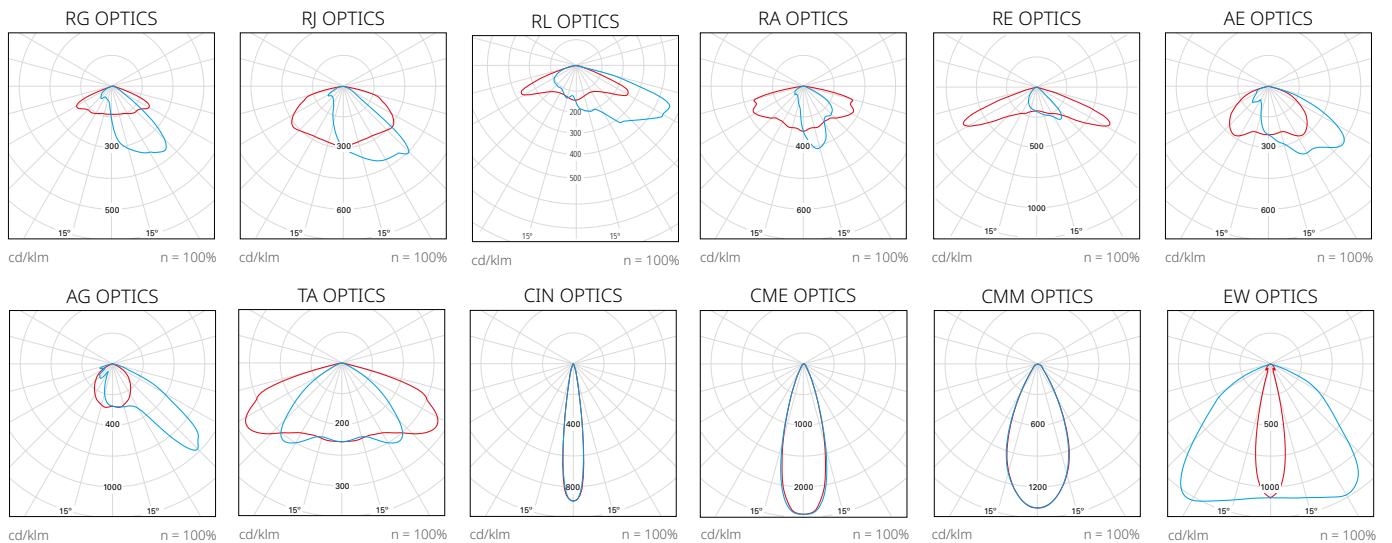 RG OPTICS
RJ OPTICS
RL OPTICS
RA OPTICS
RE OPTICS
AE OPTICS
300
500
15° 15°
cd/klm n = 100%
300
600
15° 15°
cd/klm n = 100%
200
300
400
500
15° 15°
cd/klm n = 100%
400
600
15° 15°
cd/klm n = 100%
500
1000
15° 15°
cd/klm n = 100%
300
600
15° 15°
cd/klm n = 100%
AG OPTICS
TA OPTICS
CIN OPTICS
CME OPTICS
CMM OPTICS
EW OPTICS
400
1000
15° 15°
cd/klm n = 100%
200
300
15° 15°
cd/klm n = 100%
400
800
15° 15°
cd/klm n = 100%
1000
2000
15° 15°
cd/klm n = 100%
600
1200
15° 15°
cd/klm n = 100%
500
1000
15° 15°
cd/klm n = 100%